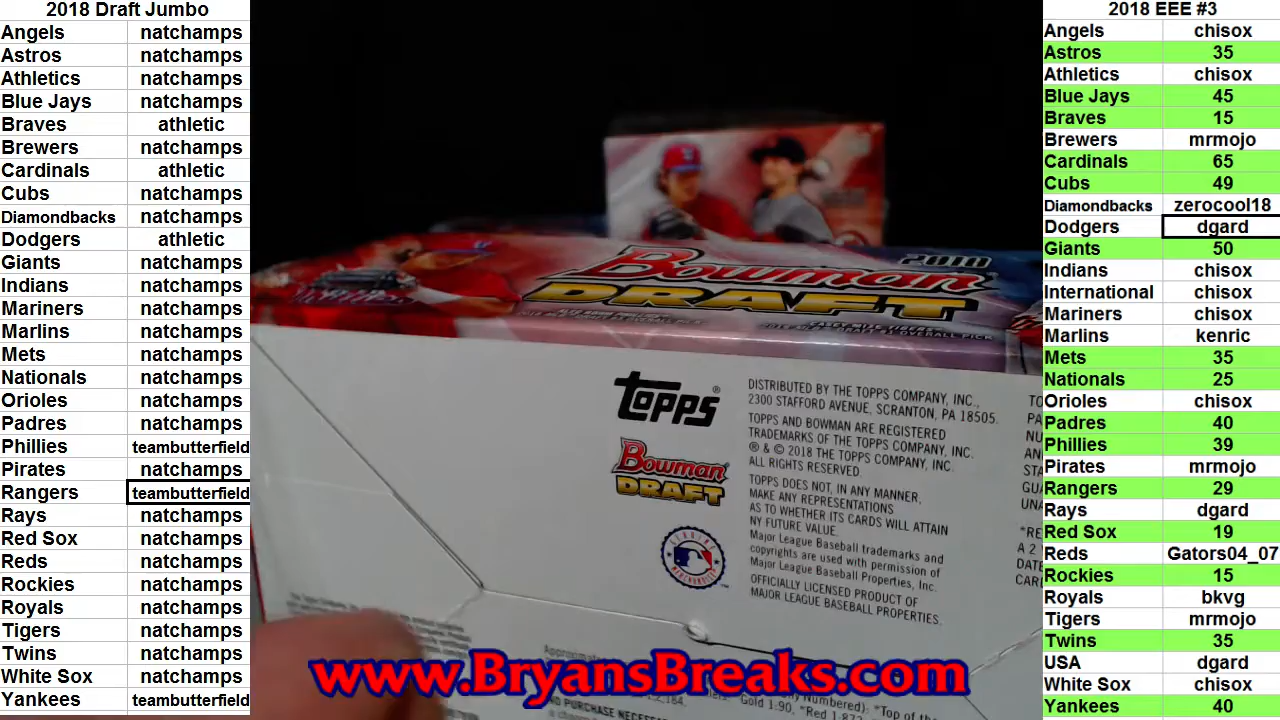 2018 Draft Jumbo
Angels natchamps
Astros natchamps
Athletics natchamps
Blue Jays natchamps
Braves athletic
Brewers natchamps
Cardinals athletic
Cubs natchamps
Diamondbacks natchamps
Dodgers athletic
Giants natchamps
Indians natchamps
Mariners natchamps
Marlins natchamps
Mets natchamps
Nationals natchamps
Orioles natchamps
Padres natchamps
Phillies teambutterfield
Pirates natchamps
Rangers teambutterfield
Rays natchamps
Red Sox natchamps
Reds natchamps
Rockies natchamps
Royals natchamps
Tigers natchamps
Twins natchamps
White Sox natchamps
Yankees teambutterfield
Bowman
DRAFT
topps®
Bowman
DRAFT
DISTRIBUTED BY THE TOPPS COMPANY, INC.,
2300 STAFFORD AVENUE, SCRANTON, PA 18505.
TOPPS AND BOWMAN ARE REGISTERED
TRADEMARKS OF THE TOPPS COMPANY, INC.
® & © 2018 THE TOPPS COMPANY, INC.
ALL RIGHTS RESERVED.
TOPPS DOES NOT, IN ANY MANNER,
MAKE ANY REPRESENTATIONS
AS TO WHETHER ITS CARDS WILL ATTAIN
NY FUTURE VALUE.
Major League Baseball trademarks and
copyrights are used with permission of
Major League Baseball Properties, Inc.
OFFICIALLY LICENSED PRODUCT OF
MAJOR LEAGUE BASEBALL PROPERTIES.
www.BryansBreaks.com
2018 EEE #3
Angels chisox
Astros 35
Athletics chisox
Blue Jays 45
Braves 15
Brewers mrmojo
Cardinals 65
Cubs 49
Diamondbacks zerocool18
Dodgers dgard
Giants 50
Indians chisox
International chisox
Mariners chisox
Marlins kenric
Mets 35
Nationals 25
Orioles chisox
Padres 40
Phillies 39
Pirates mrmojo
Rangers 29
Rays dgard
Red Sox 19
Reds Gators04_07
Rockies 15
Royals bkvg
Tigers mrmojo
Twins 35
USA dgard
White Sox chisox
Yankees 40